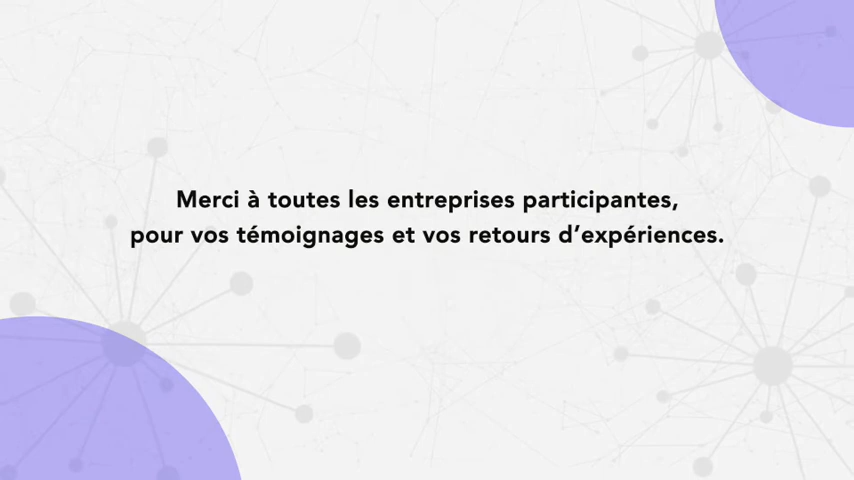 Merci à toutes les entreprises participantes,
pour vos témoignages et vos retours d’expériences.